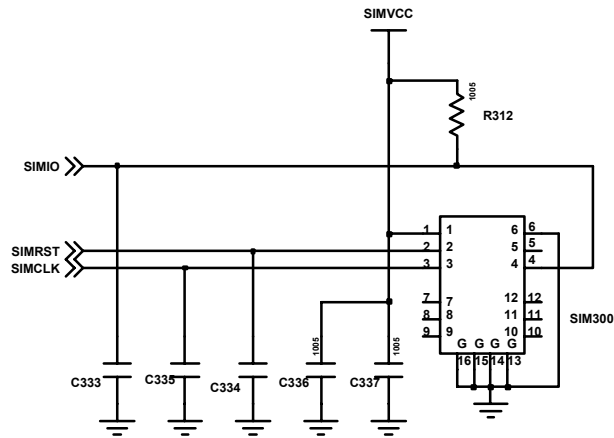 SIMVCC
1005
R312
SIMIO
SIMRST
SIMCLK
1 1 6 6
2 2 5 5
3 3 4 4
7 7 12 12
8 8 11 11
9 9 10 10
SIM300
G G G G
16 15 14 13
1005 1005
C333 C335 C334 C336 C337